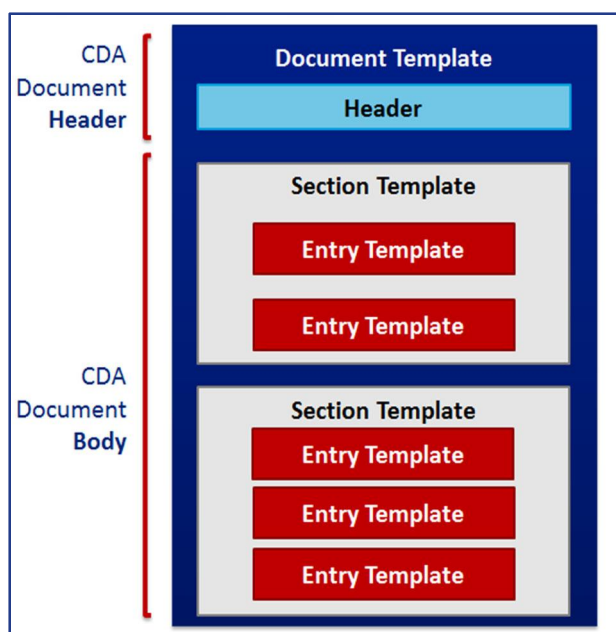 CDA
Document
Header
Document Template
Header
CDA
Document
Body
Section Template
Entry Template
Entry Template
Section Template
Entry Template
Entry Template
Entry Template